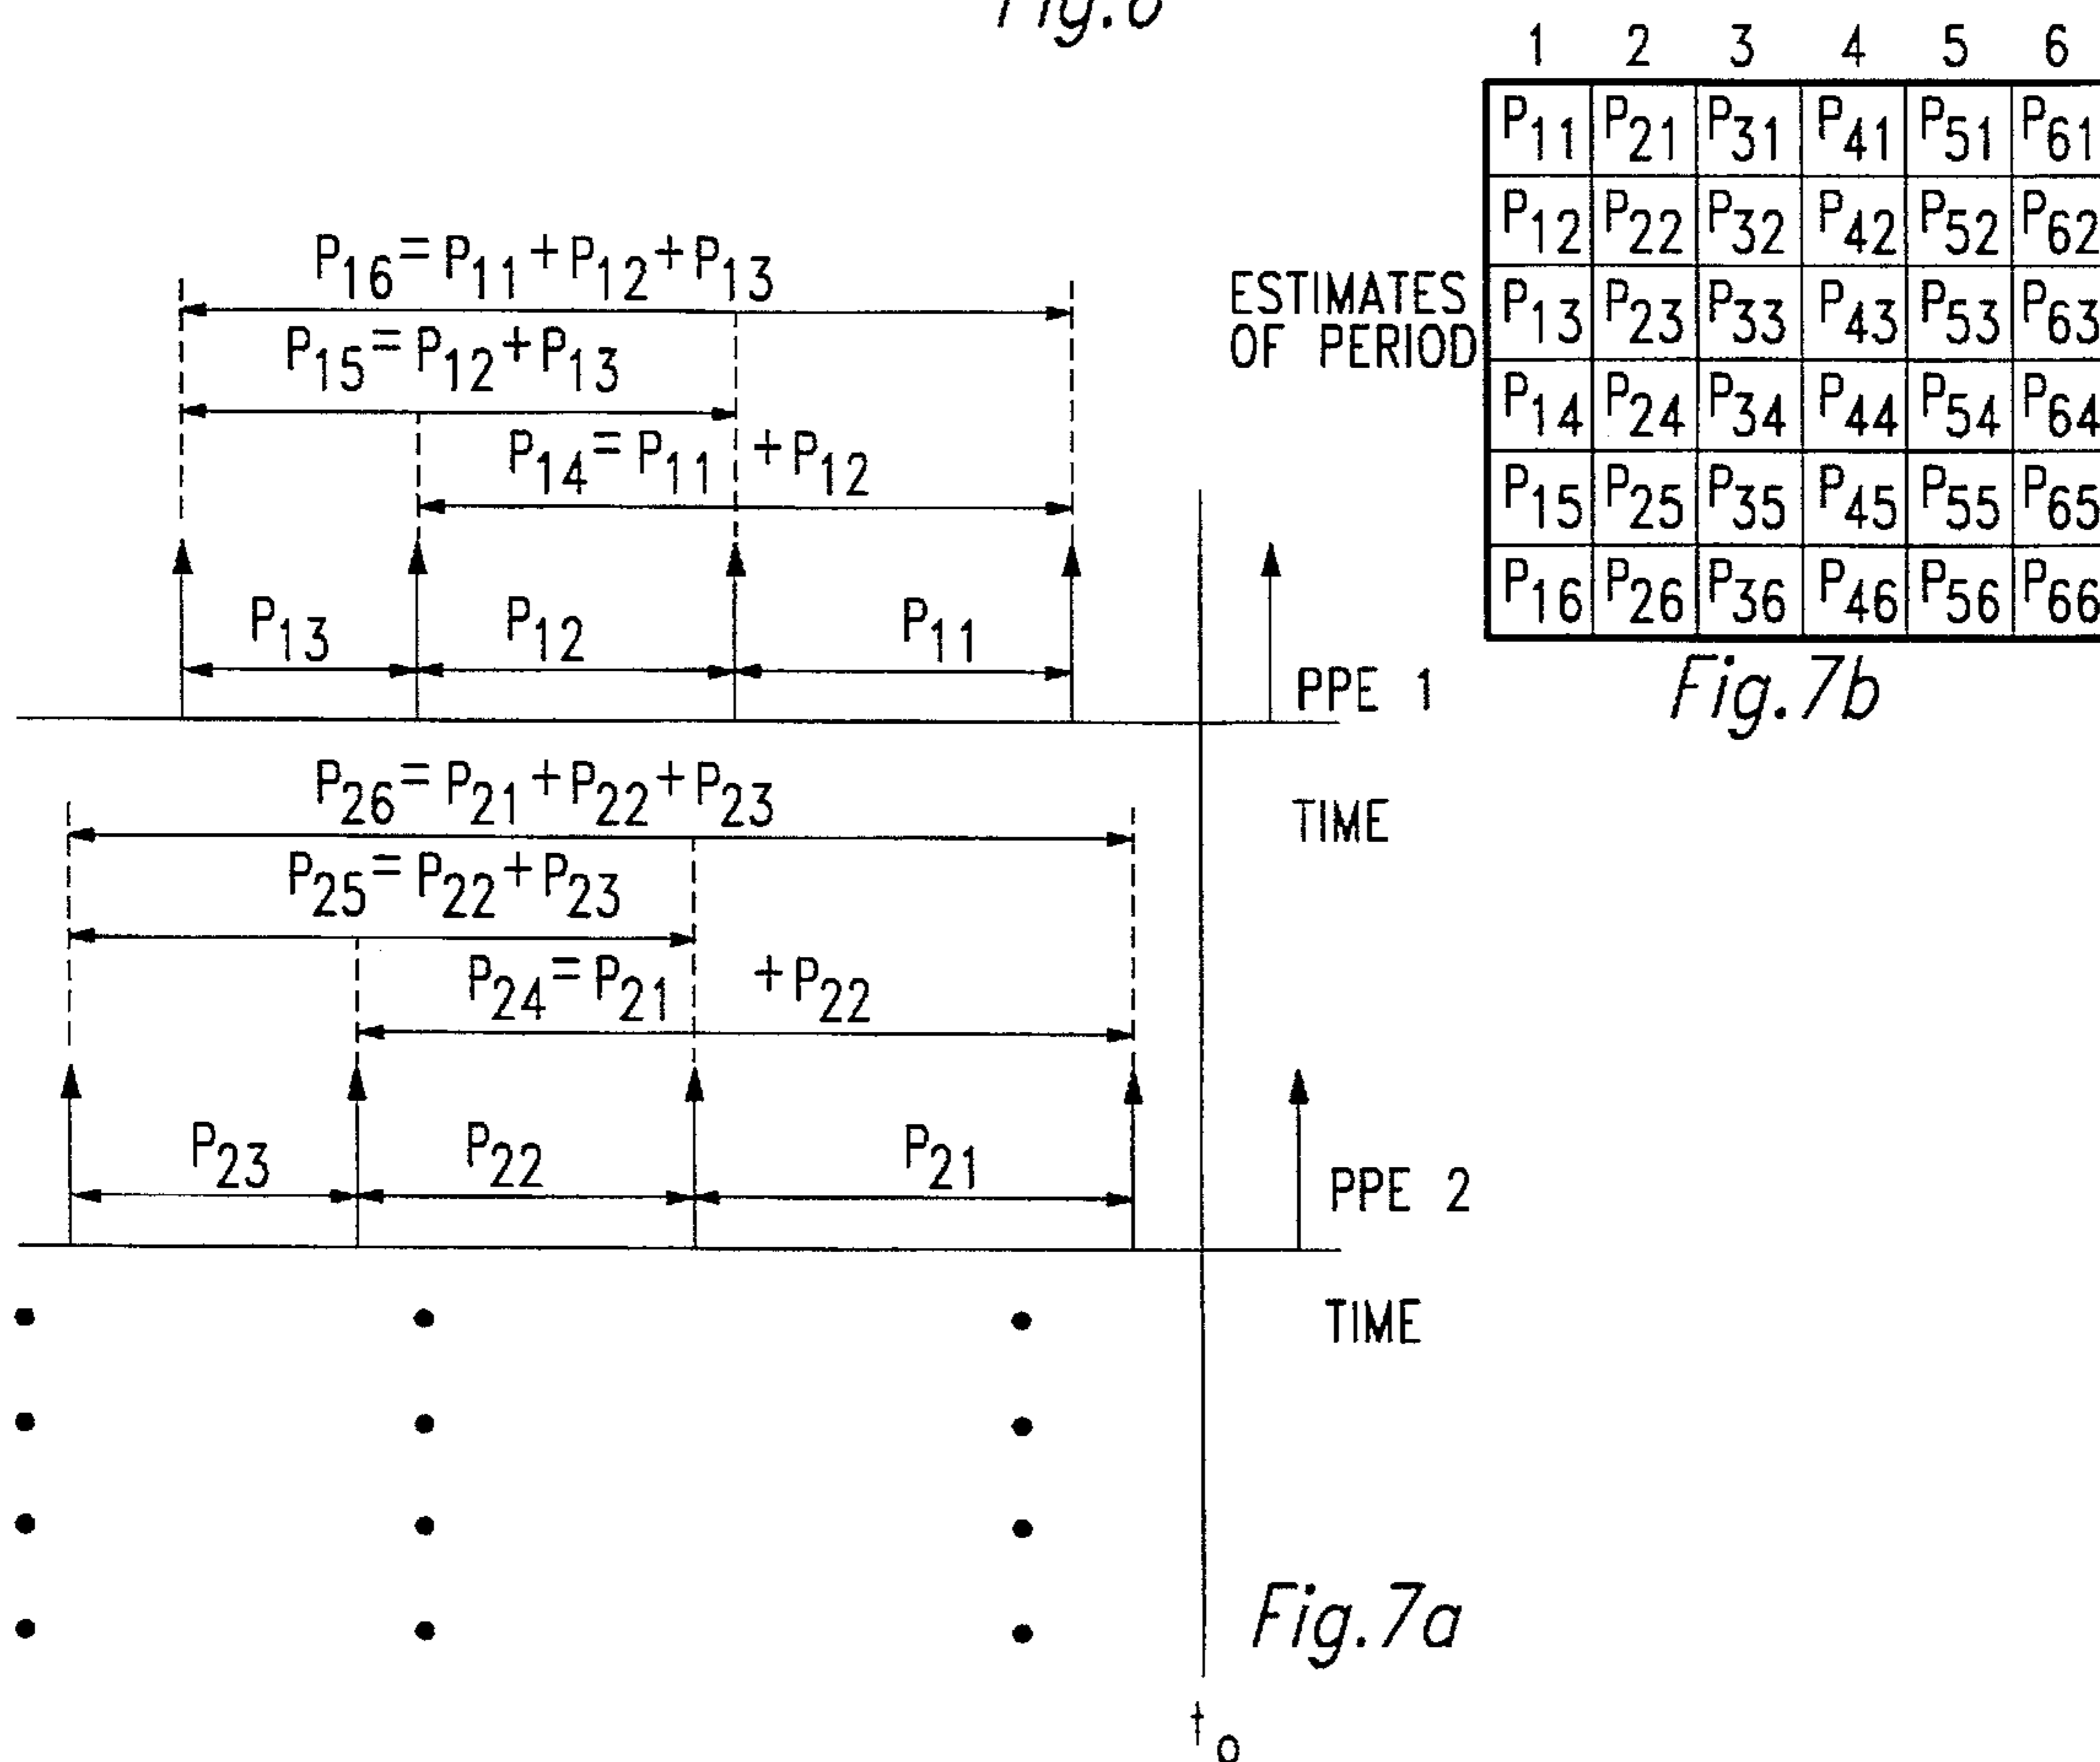 1 2 3 4 5 6
P11 P21 P31 P41 P51 P61
P12 P22 P32 P42 P52 P62
ESTIMATES
OF PERIOD
P13 P23 P33 P43 P53 P63
P14 P24 P34 P44 P54 P64
P15 P25 P35 P45 P55 P65
P16 P26 P36 P46 P56 P66
Fig.7b
P16=P11+P12+P13
P15=P12+P13
P14=P11 +P12
P13 P12 P11
PPE 1
TIME
P26=P21+P22+P23
P25=P22+P23
P24=P21 +P22
P23 P22 P21
PPE 2
TIME
Fig.7a
to